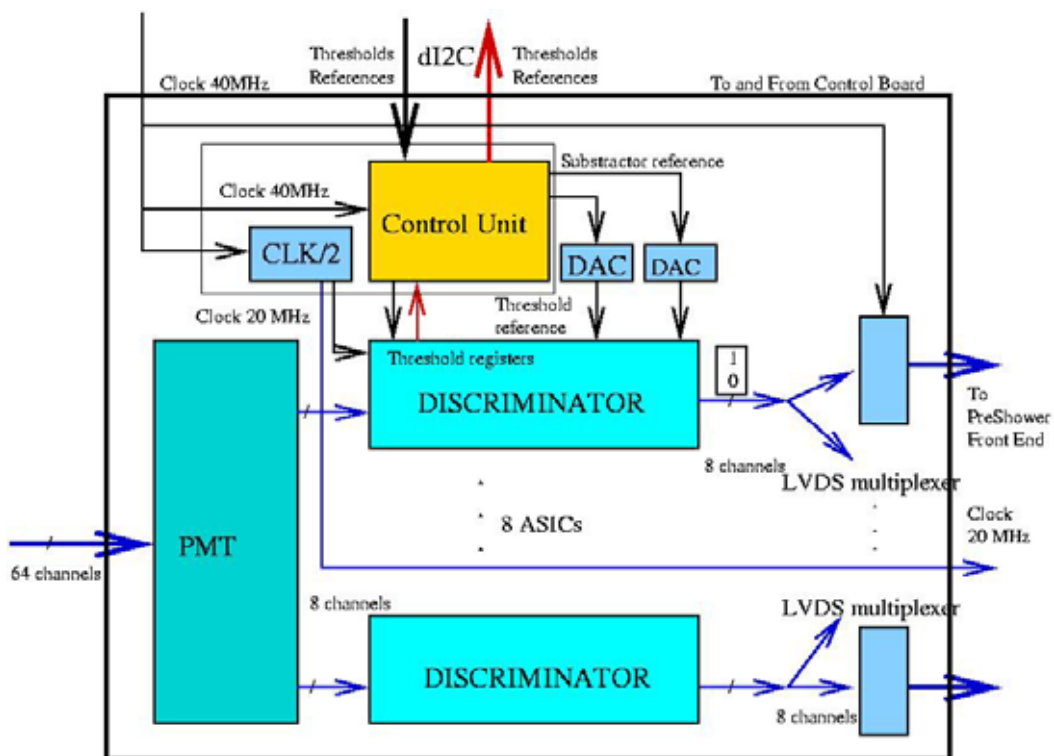 Thresholds
References
dI2C
Thresholds
References
Clock 40MHz
To and From Control Board
Substractor reference
Clock 40MHz
Control Unit
CLK/2
DAC
DAC
Clock 20 MHz
Threshold
reference
Threshold registers
DISCRIMINATOR
1
0
8 channels
To
PreShower
Front End
LVDS multiplexer
PMT
8 ASICs
Clock
20 MHz
64 channels
8 channels
LVDS multiplexer
DISCRIMINATOR
8 channels